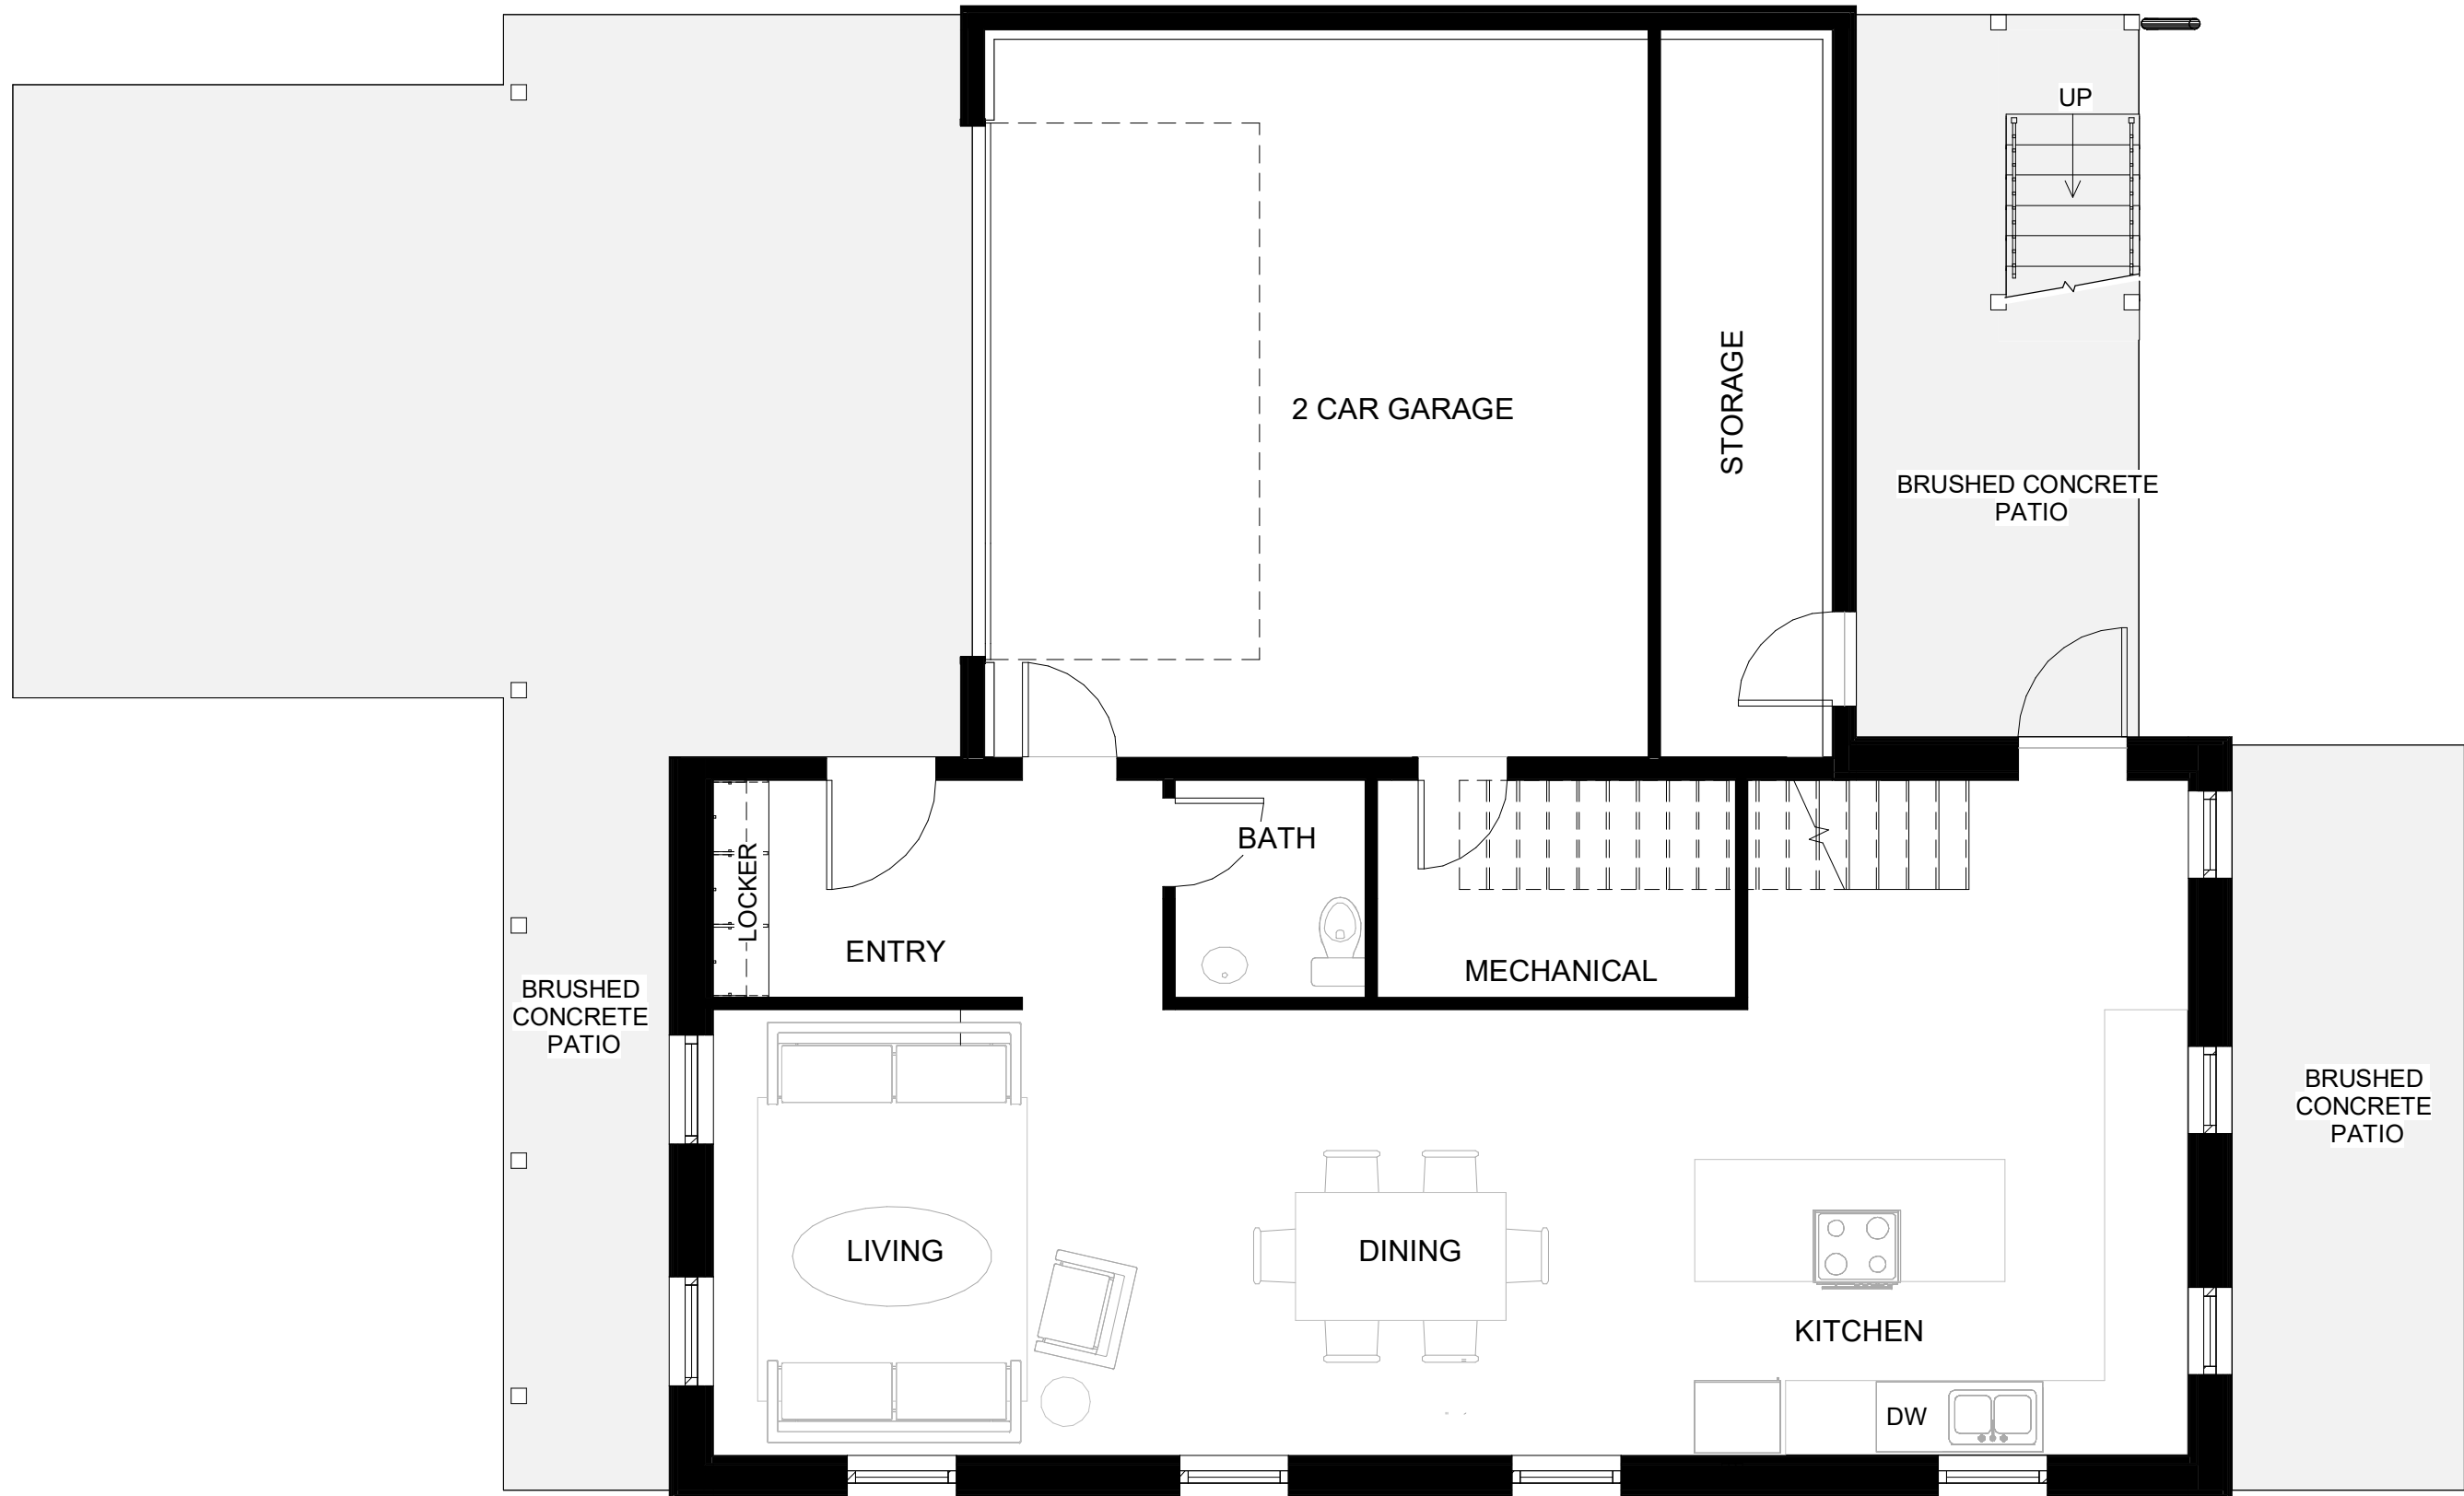 UP
2 CAR GARAGE
STORAGE
BRUSHED CONCRETE
PATIO
BATH
LOCKER
ENTRY
MECHANICAL
BRUSHED
CONCRETE
PATIO
BRUSHED
CONCRETE
PATIO
LIVING
DINING
KITCHEN
DW